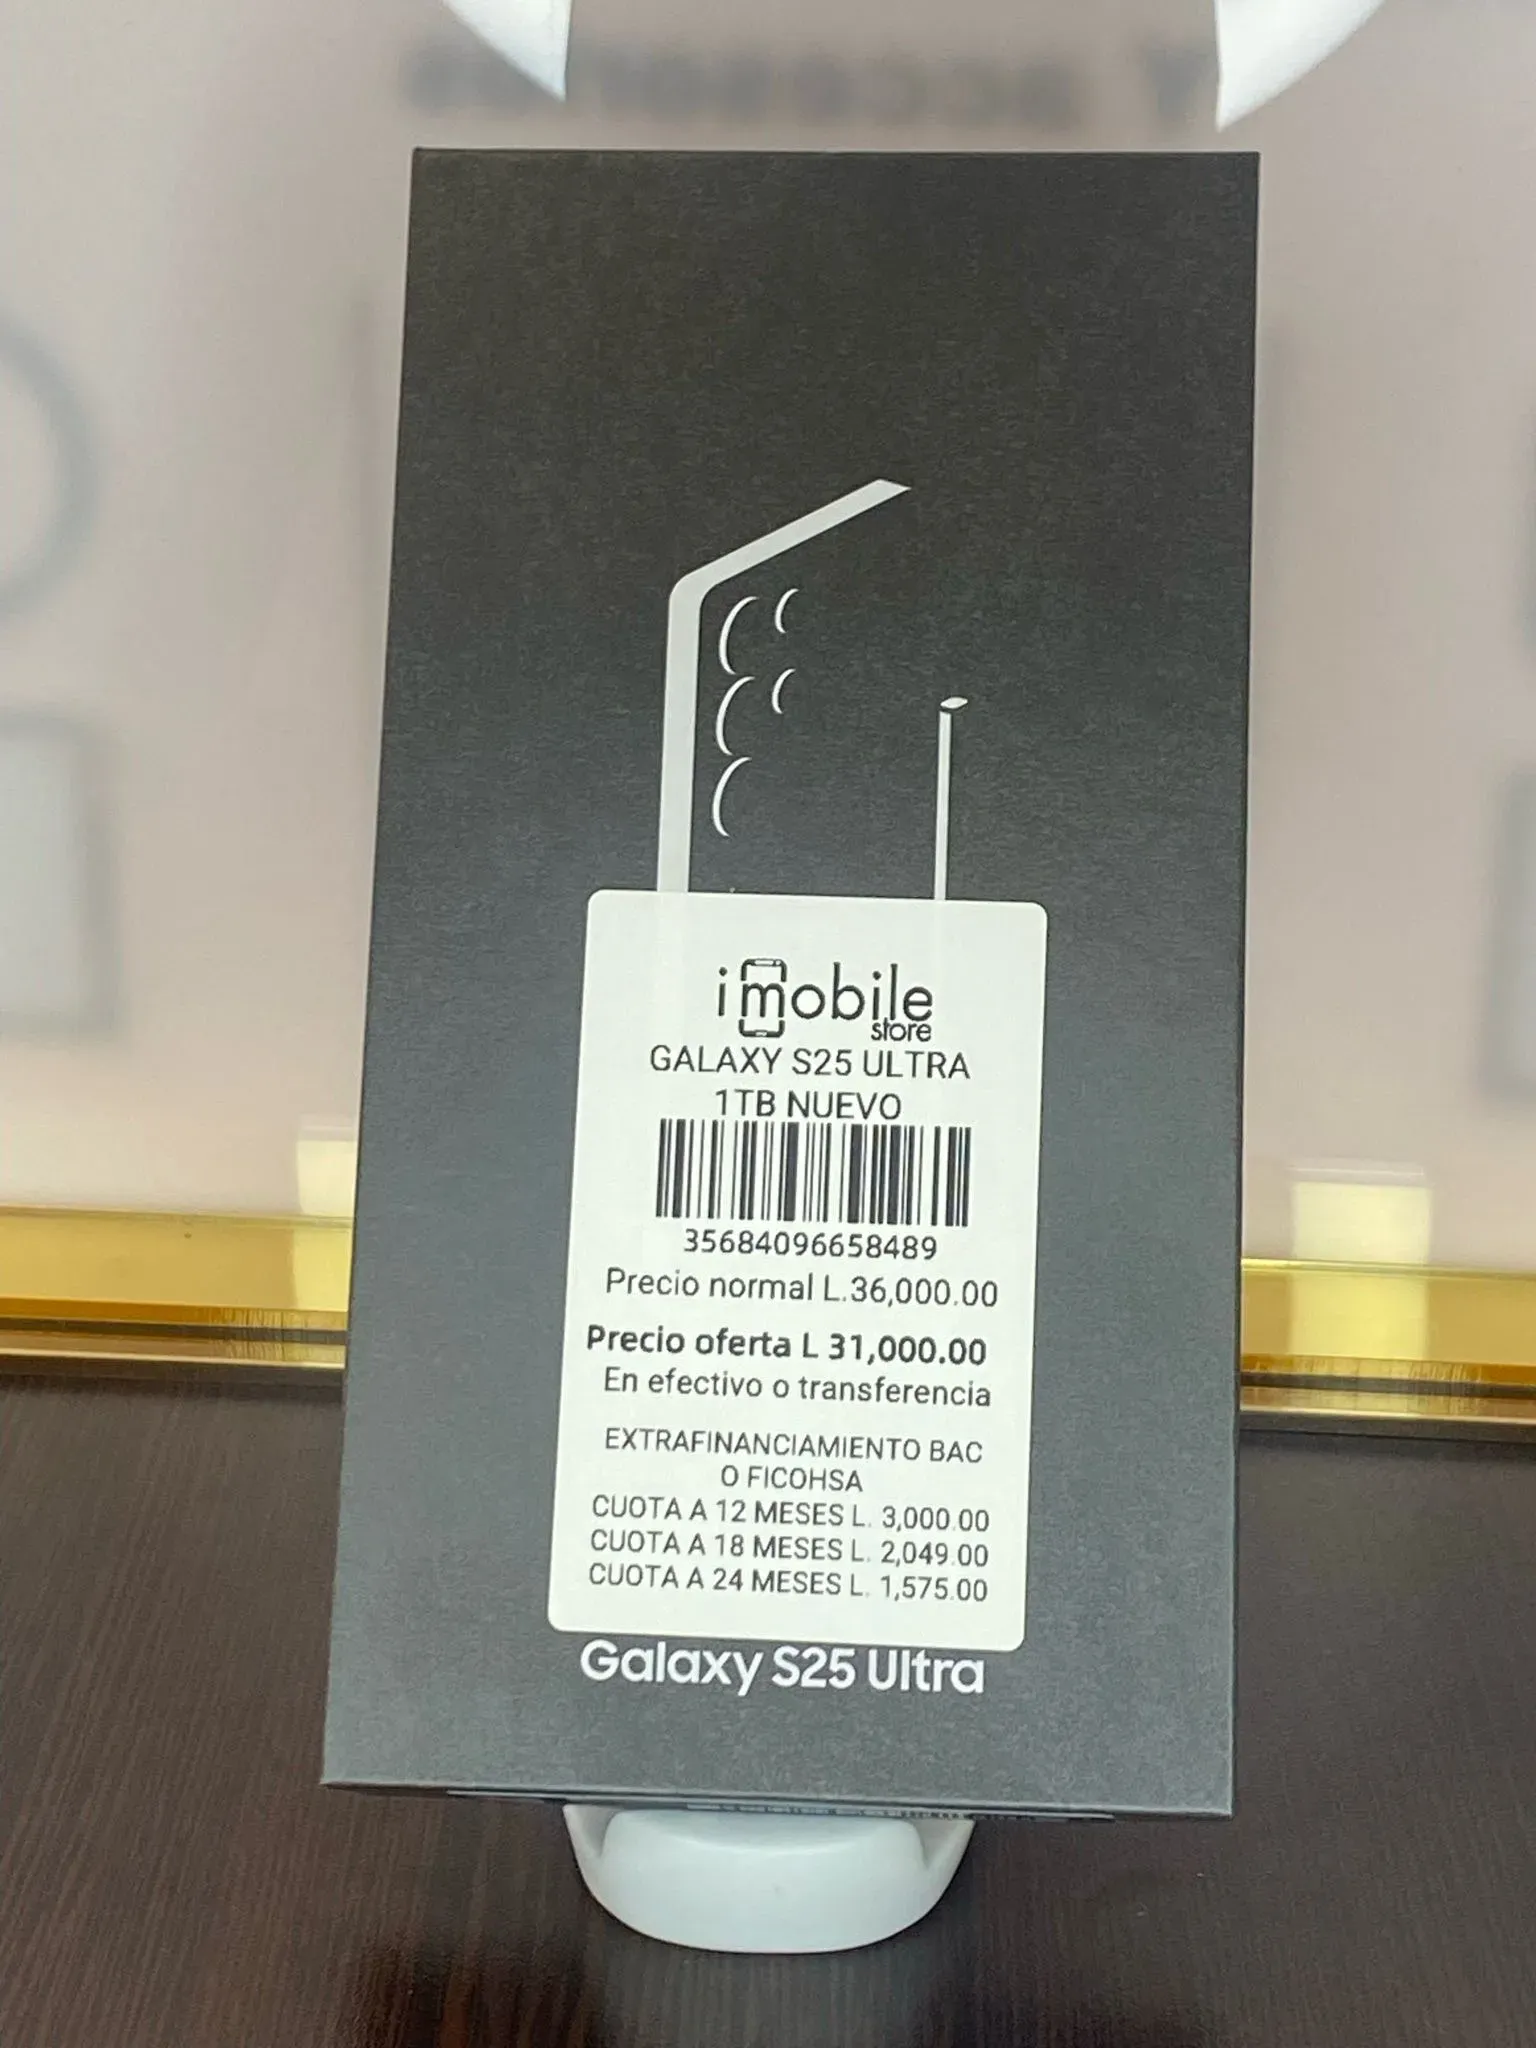 i mobile
store
GALAXY S25 ULTRA
1TB NUEVO
35684096658489
Precio normal L.36,000.00
Precio oferta L 31,000.00
En efectivo o transferencia
EXTRAFINANCIAMIENTO BAC
O FICOHSA
CUOTA A 12 MESES L. 3,000.00
CUOTA A 18 MESES L. 2,049.00
CUOTA A 24 MESES L. 1,575.00
Galaxy S25 Ultra